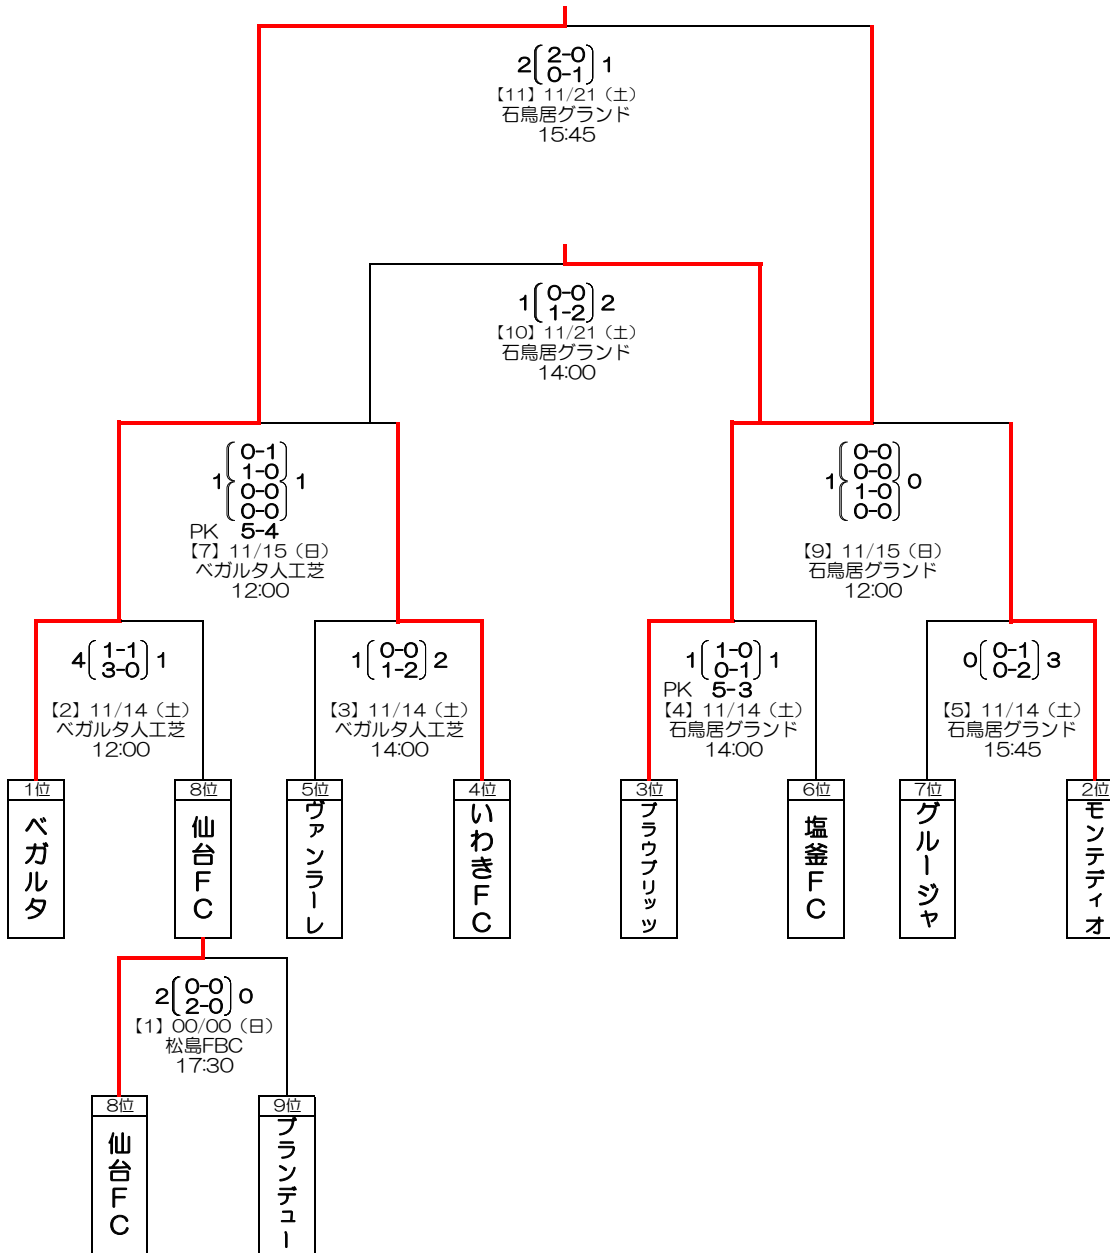 2 2-0 1
0-1
【11】11/21（土）
石鳥居グランド
15:45
1 0-0 2
1-2
【10】11/21（土）
石鳥居グランド
14:00
0-1
1 1-0 1
0-0
0-0
PK 5-4
【7】11/15（日）
ベガルタ人工芝
12:00
0-0
1 0-0 0
1-0
0-0
【9】11/15（日）
石鳥居グランド
12:00
4 1-1 1
3-0
【2】11/14（土）
ベガルタ人工芝
12:00
1 0-0 2
1-2
【3】11/14（土）
ベガルタ人工芝
14:00
1 1-0 1
0-1
PK 5-3
【4】11/14（土）
石鳥居グランド
14:00
0 0-1 3
0-2
【5】11/14（土）
石鳥居グランド
15:45
1位
ベガルタ
8位
仙台FC
5位
ヴァンラーレ
4位
いわきFC
3位
ブラウブリッツ
6位
塩釜FC
7位
グルージャ
2位
モンテディオ
2 0-0 0
2-0
【1】00/00（日）
松島FBC
17:30
8位
仙台FC
9位
ブランデュー